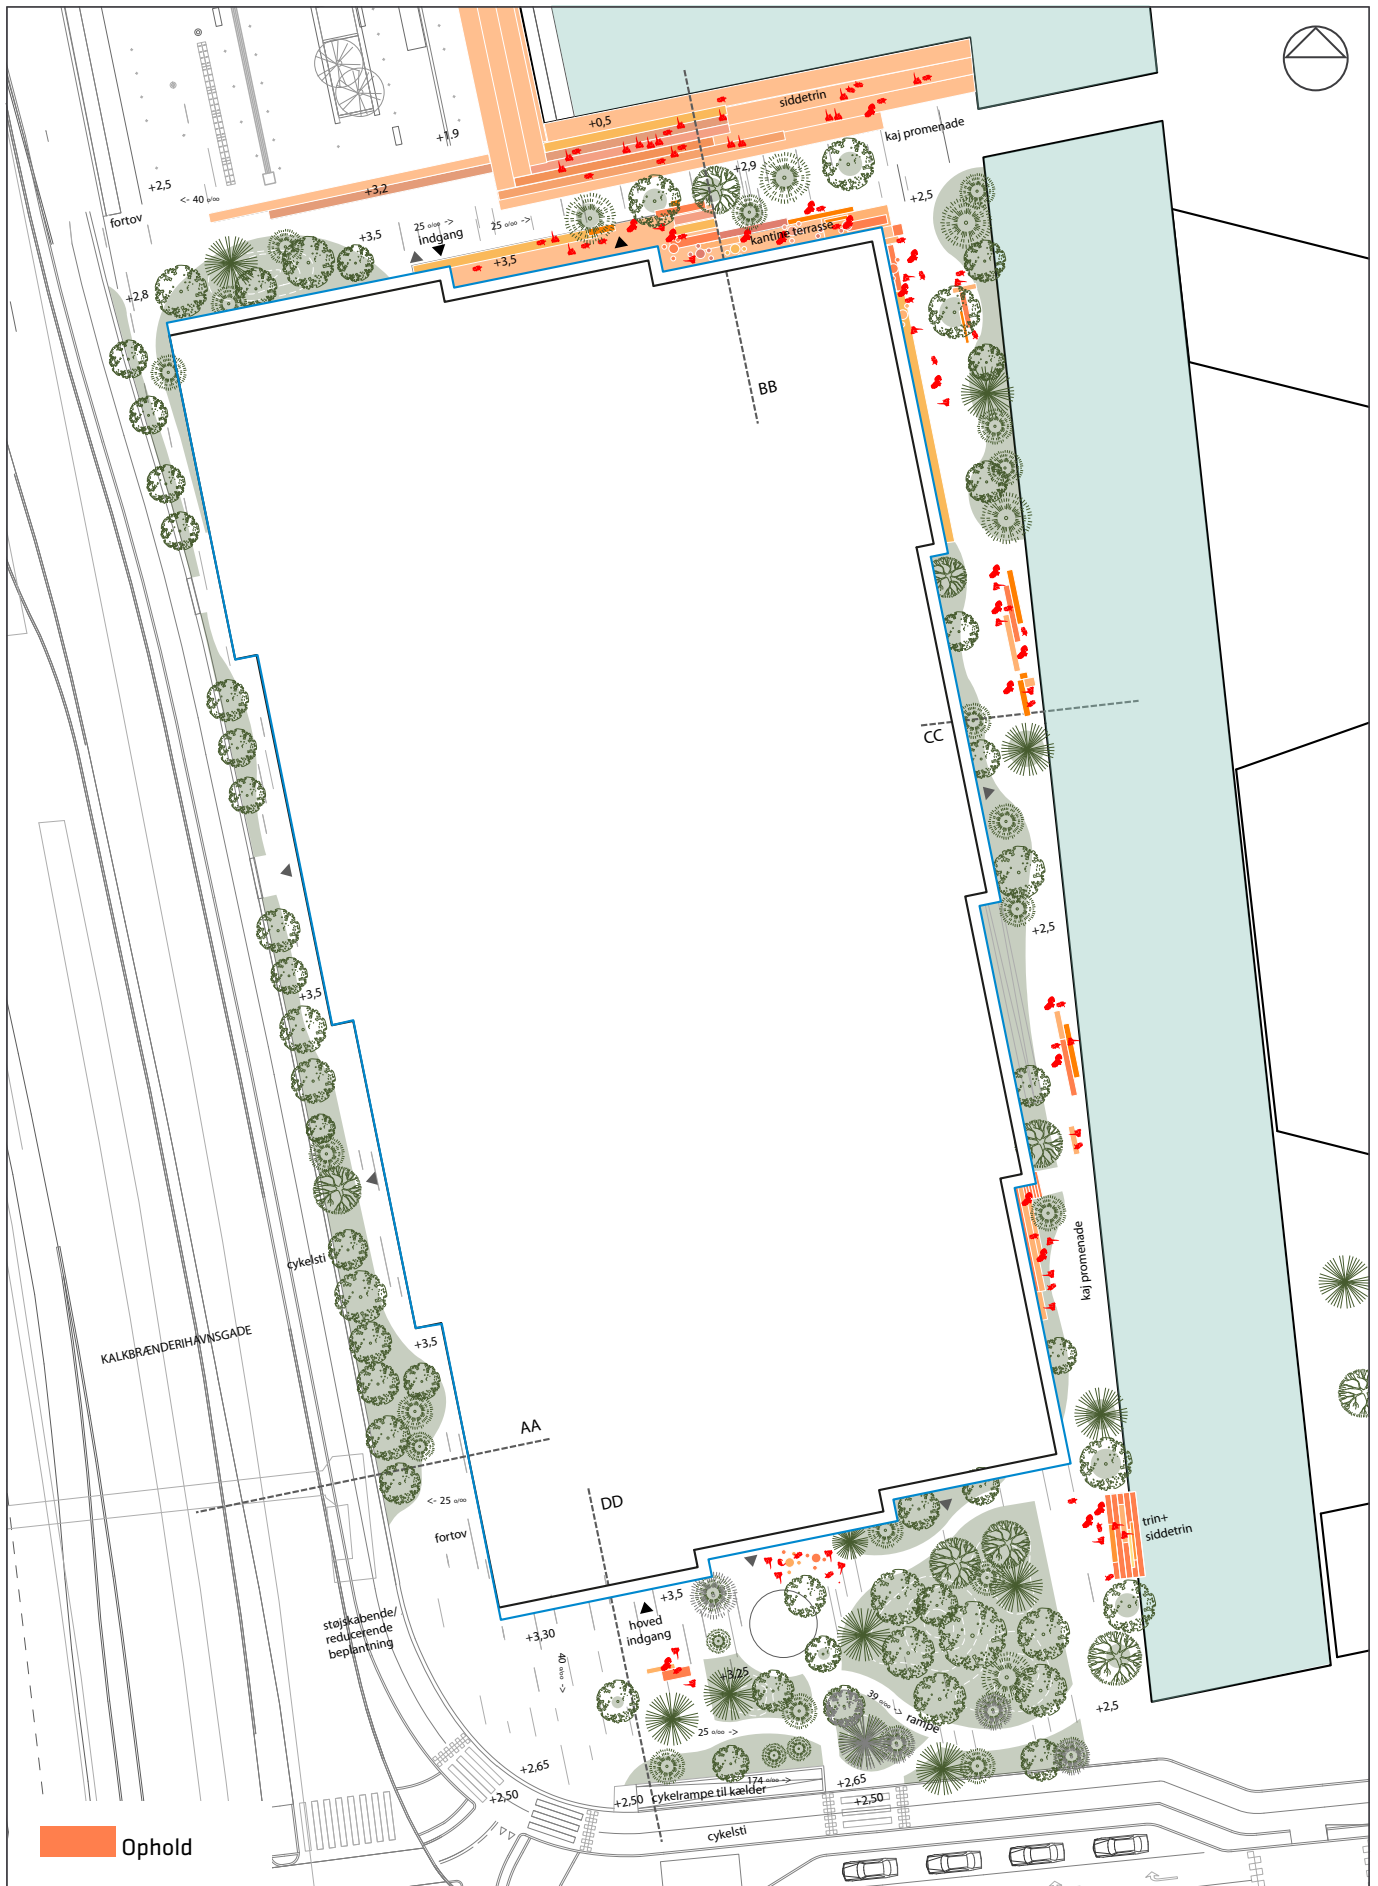 siddetrin
+0,5
kaj promenade
+1,9
+2,9
+2,5
<- 40 o/oo
+3,2
+2,5
fortov
25 o/oo ->
25 o/oo ->
+3,5
indgang
kantine terrasse
+3,5
+2,8
BB
CC
+2,5
+3,5
kaj promenade
cykelsti
KALKBRÆNDERIHAVNSGADE
+3,5
AA
<- 25 o/oo
DD
fortov
trin+
siddetrin
+3,5
støjskabende/
reducerende
beplantning
hoved
indgang
+3,30
40 o/oo ->
+3,25
39 o/oo ->
rampe
+2,5
25 o/oo ->
+2,65
174 o/oo ->
+2,65
+2,50
+2,50
cykelrampe til kælder
+2,50
cykelsti
Ophold